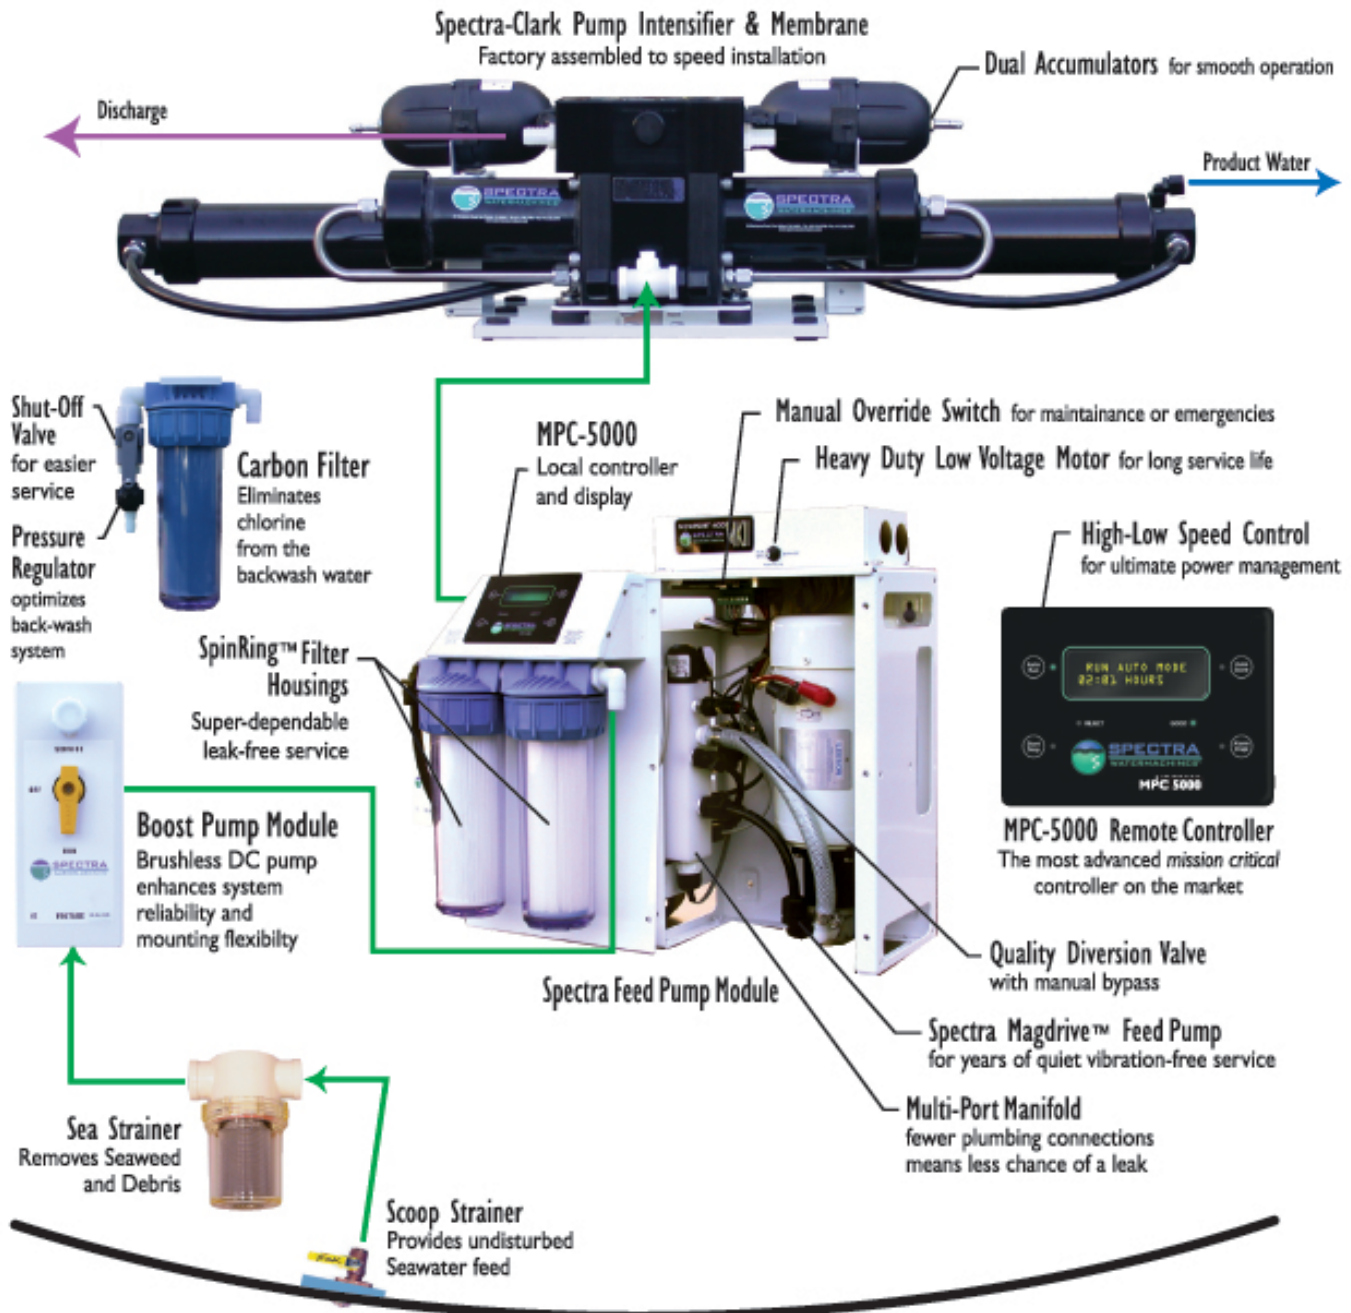 Spectra-Clark Pump Intensifier & Membrane
Factory assembled to speed installation
Dual Accumulators for smooth operation
Discharge
Product Water
SPECTRA
WATERMACHINES
SPECTRA
WATERMACHINES
Shut-Off
Valve
for easier
service
Pressure
Regulator
optimizes
back-wash
system
Carbon Filter
Eliminates
chlorine
from the
backwash water
MPC-5000
Local controller
and display
Manual Override Switch for maintainance or emergencies
Heavy Duty Low Voltage Motor for long service life
High-Low Speed Control
for ultimate power management
SpinRing™ Filter
Housings
Super-dependable
leak-free service
RUN AUTO MODE
02:01 HOURS
SPECTRA
WATERMACHINES
MPC 5000
MPC-5000 Remote Controller
The most advanced mission critical
controller on the market
SPECTRA
Boost Pump Module
Brushless DC pump
enhances system
reliability and
mounting flexibilty
Spectra Feed Pump Module
Quality Diversion Valve
with manual bypass
Spectra Magdrive™ Feed Pump
for years of quiet vibration-free service
Multi-Port Manifold
fewer plumbing connections
means less chance of a leak
Sea Strainer
Removes Seaweed
and Debris
Scoop Strainer
Provides undisturbed
Seawater feed